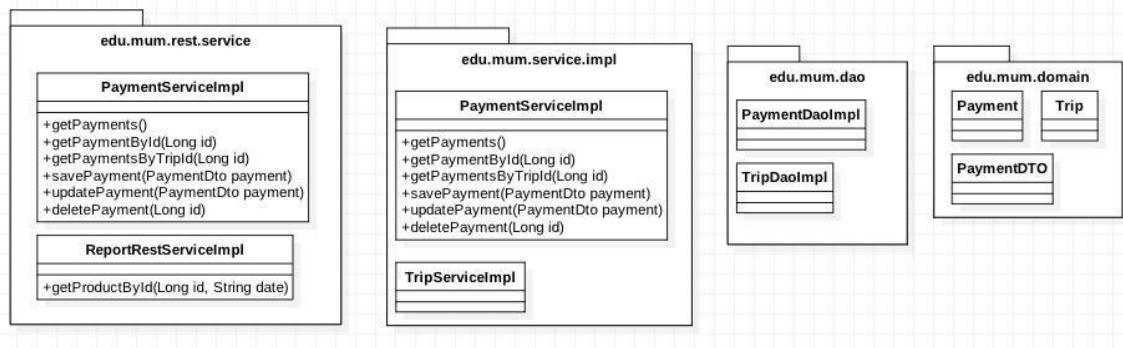 edu.mum.rest.service
PaymentServiceImpl
+getPayments()
+getPaymentById(Long id)
+getPaymentsByTripId(Long id)
+savePayment(PaymentDto payment)
+updatePayment(PaymentDto payment)
+deletePayment(Long id)
ReportRestServiceImpl
+getProductById(Long id, String date)
edu.mum.service.impl
PaymentServiceImpl
+getPayments()
+getPaymentById(Long id)
+getPaymentsByTripId(Long id)
+savePayment(PaymentDto payment)
+updatePayment(PaymentDto payment)
+deletePayment(Long id)
TripServiceImpl
edu.mum.dao
PaymentDaoImpl
TripDaoImpl
edu.mum.domain
Payment
Trip
PaymentDTO